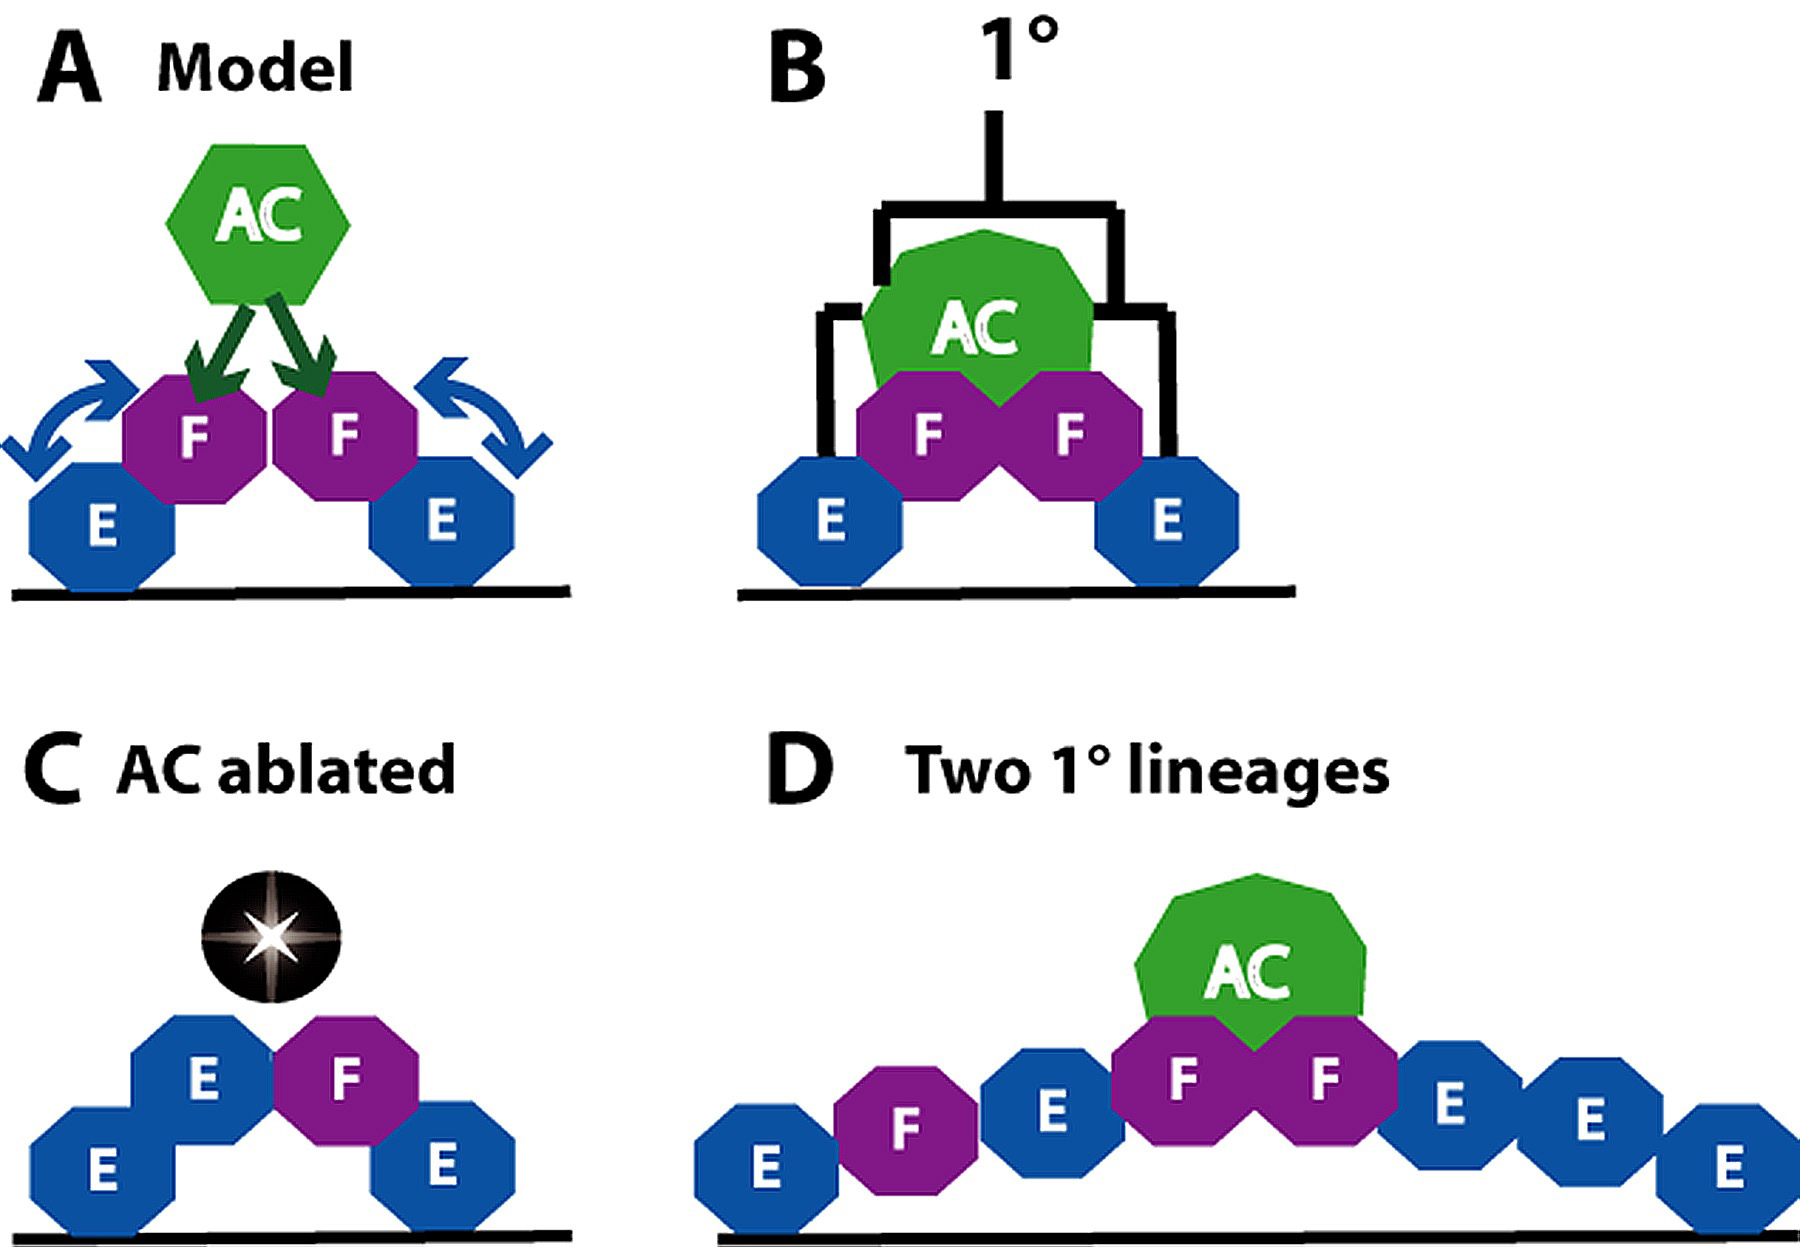 A Model
AC
F F
E E
B 1°
AC
F F
E E
C AC ablated
E F
E E
D Two 1° lineages
AC
E F E F F E E E